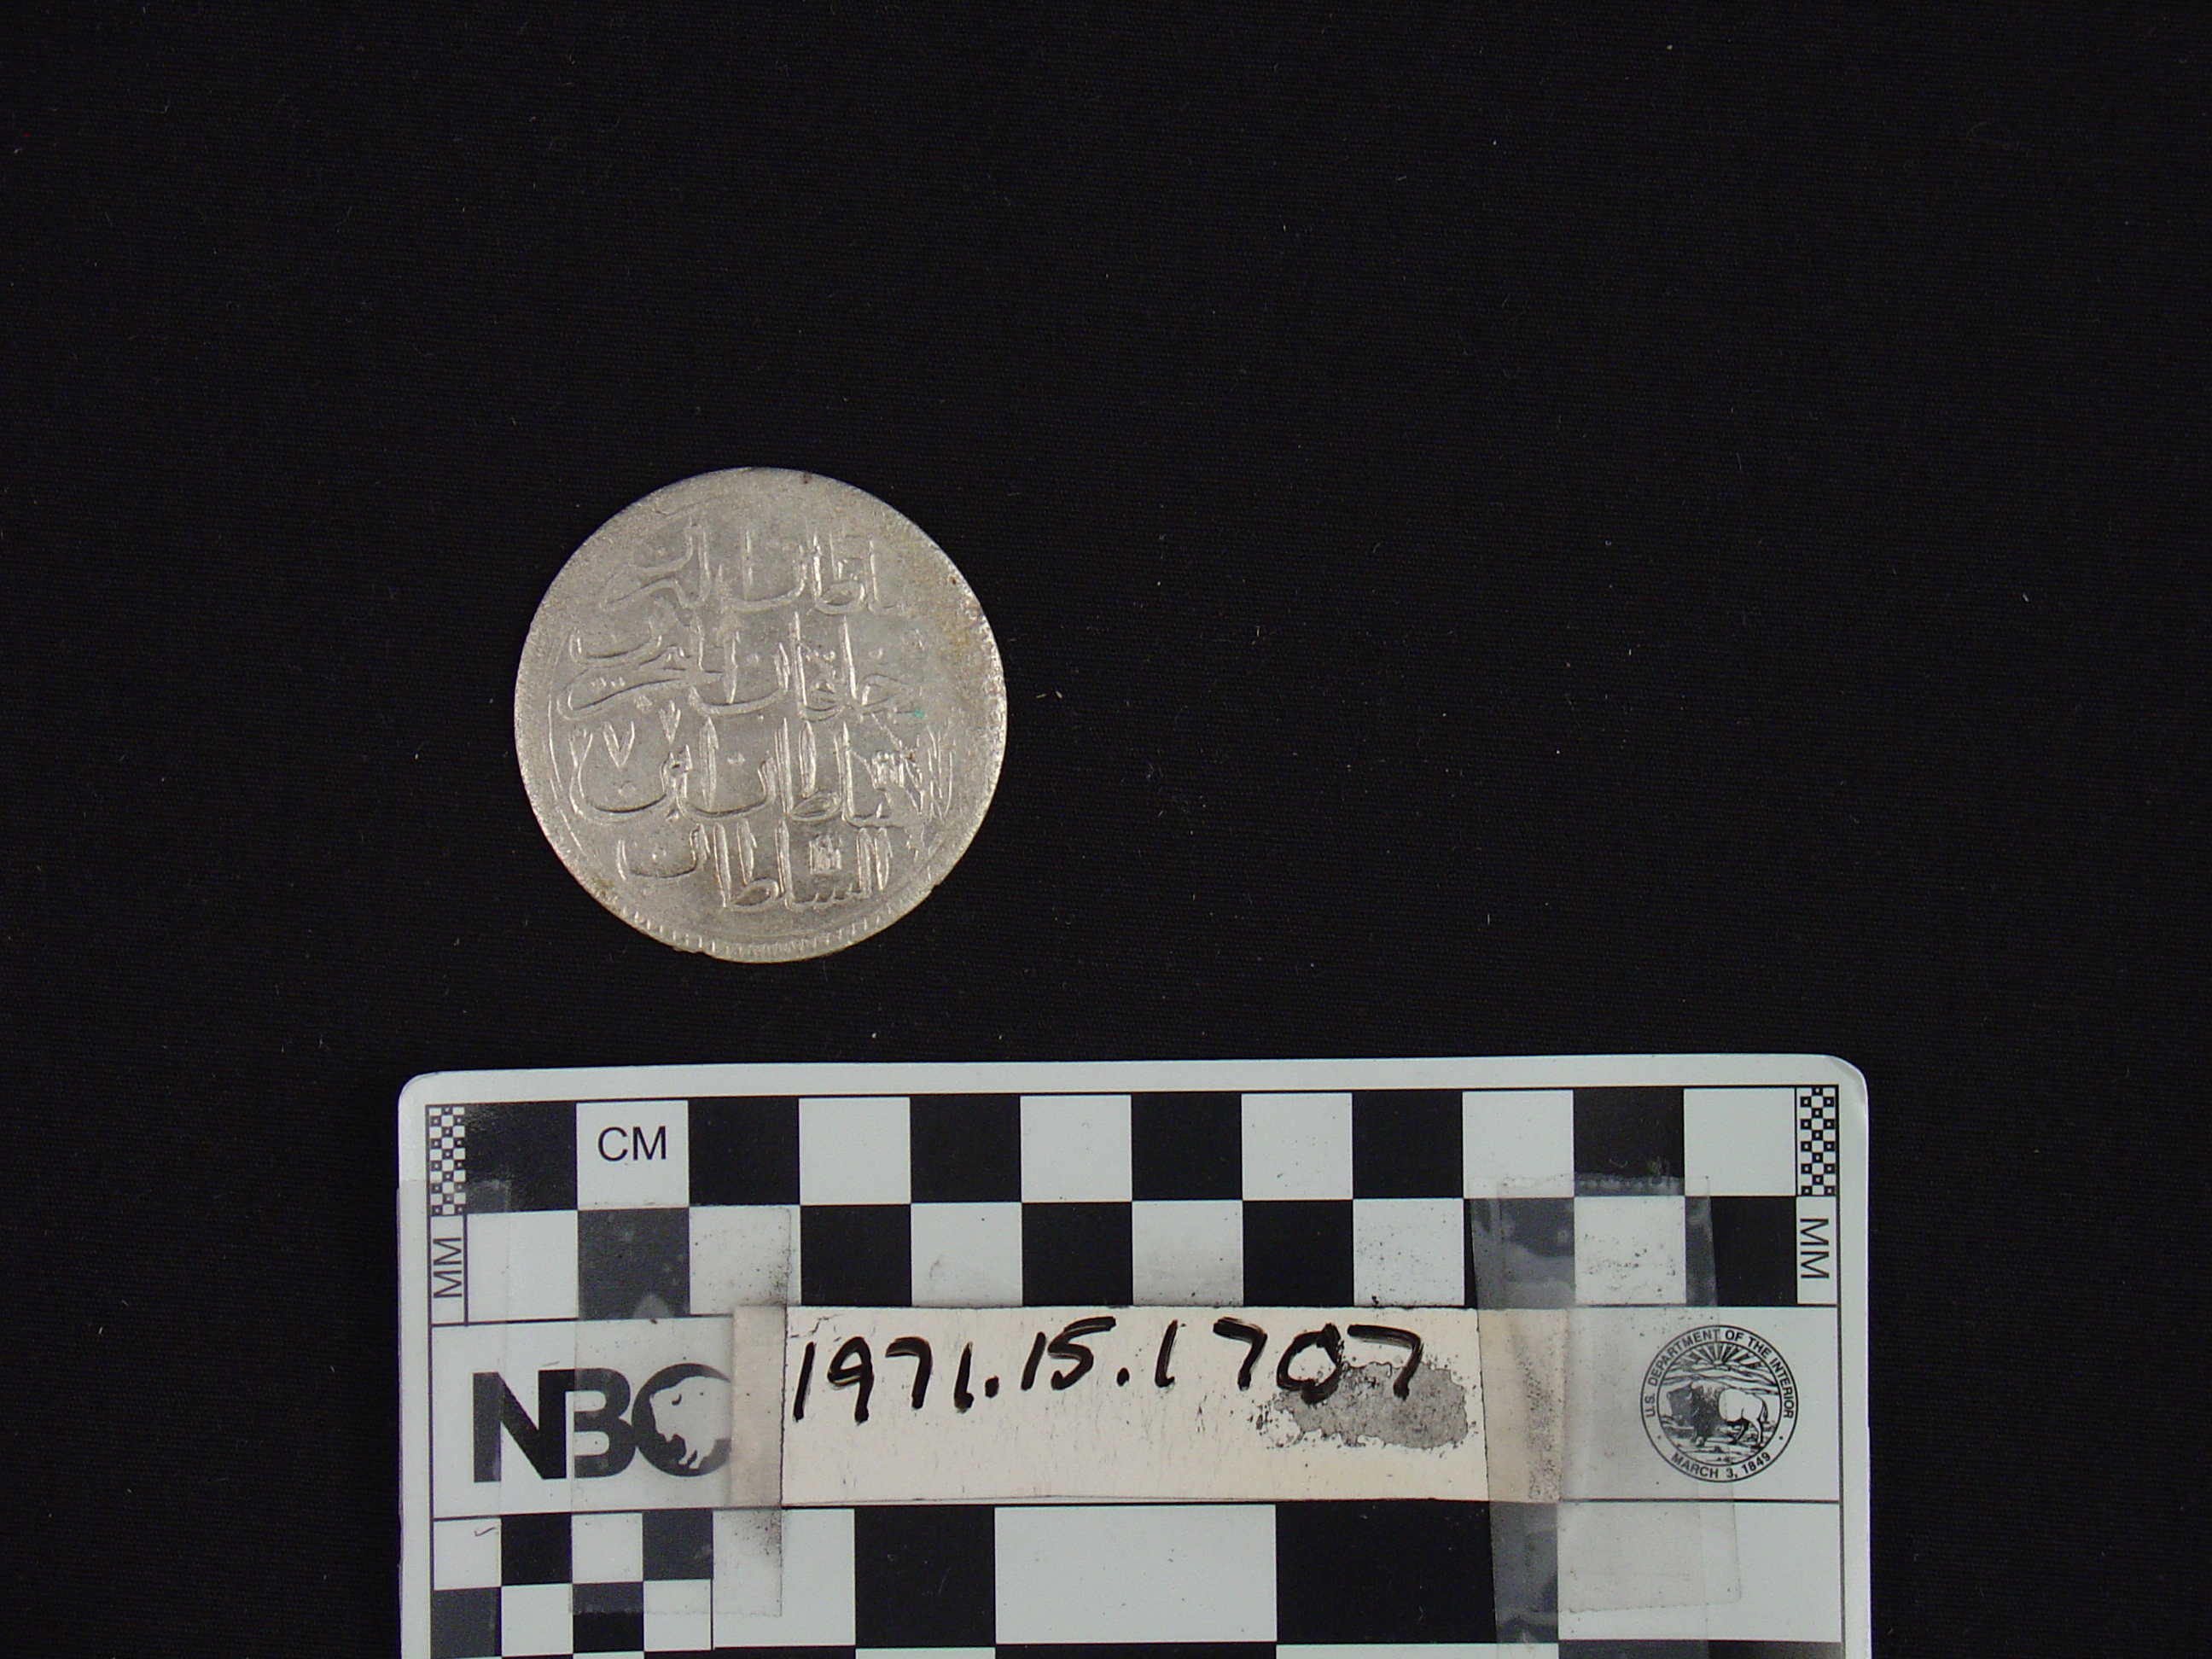 سلطان البرين
خاقان البحرين
السلطان ابن
السلطان
CM
MM
MM
1971.15.1707
NBC
U.S. DEPARTMENT OF THE INTERIOR
MARCH 3, 1849